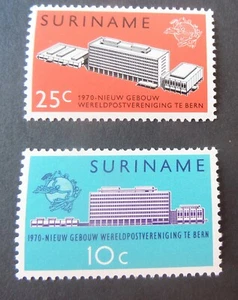 SURINAME
25c
1970-NIEUW GEBOUW
WERELDPOSTVERENIGING TE BERN
SURINAME
1970-NIEUW GEBOUW WERELDPOSTVERENIGING TE BERN
10c